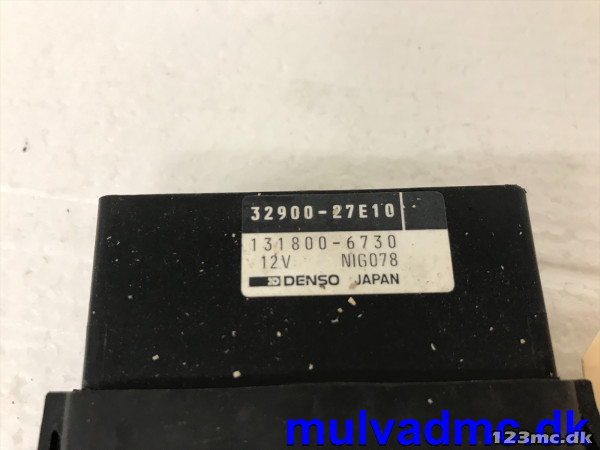 32900-27E10
131800-6730
12V NIG078
DENSO JAPAN
mulvadmc.dk
123mc.dk